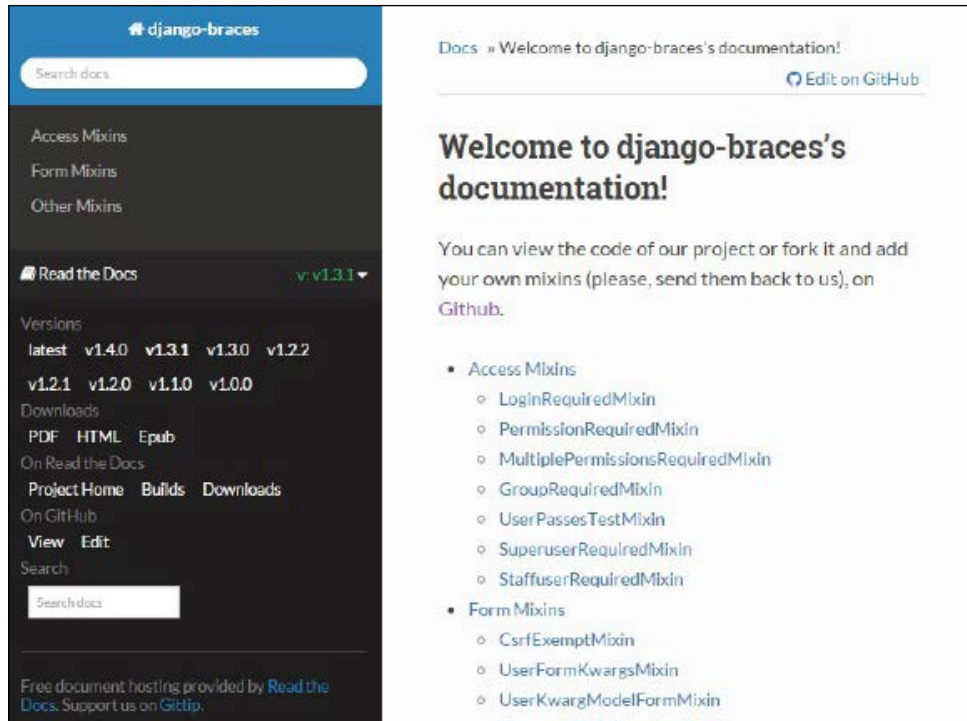 django-braces
Search docs
Access Mixins
Form Mixins
Other Mixins
Read the Docs
v: v1.3.1
Versions
latest v1.4.0 v1.3.1 v1.3.0 v1.2.2
v1.2.1 v1.2.0 v1.1.0 v1.0.0
Downloads
PDF HTML Epub
On Read the Docs
Project Home Builds Downloads
On GitHub
View Edit
Search
Search docs
Free document hosting provided by Read the
Docs. Support us on Gittip.
Docs » Welcome to django-braces's documentation!
Edit on GitHub
Welcome to django-braces's
documentation!
You can view the code of our project or fork it and add
your own mixins (please, send them back to us), on
Github.
• Access Mixins
◦ LoginRequiredMixin
◦ PermissionRequiredMixin
◦ MultiplePermissionsRequiredMixin
◦ GroupRequiredMixin
◦ UserPassesTestMixin
◦ SuperuserRequiredMixin
◦ StaffuserRequiredMixin
• Form Mixins
◦ CsrfExemptMixin
◦ UserFormKwargsMixin
◦ UserKwargModelFormMixin